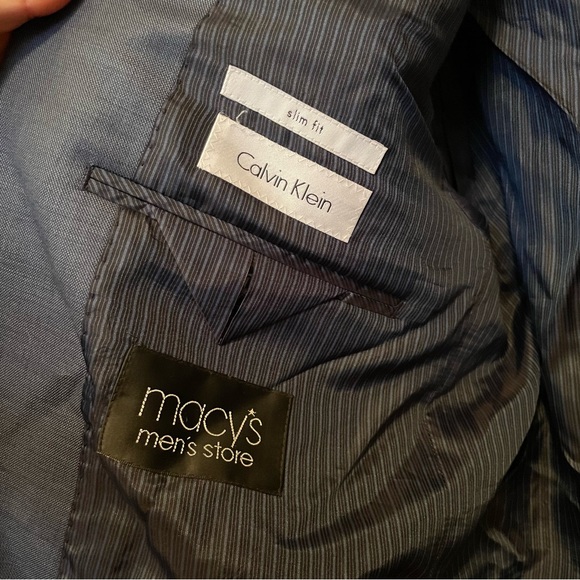 slim fit
Calvin Klein
macy's
men's store